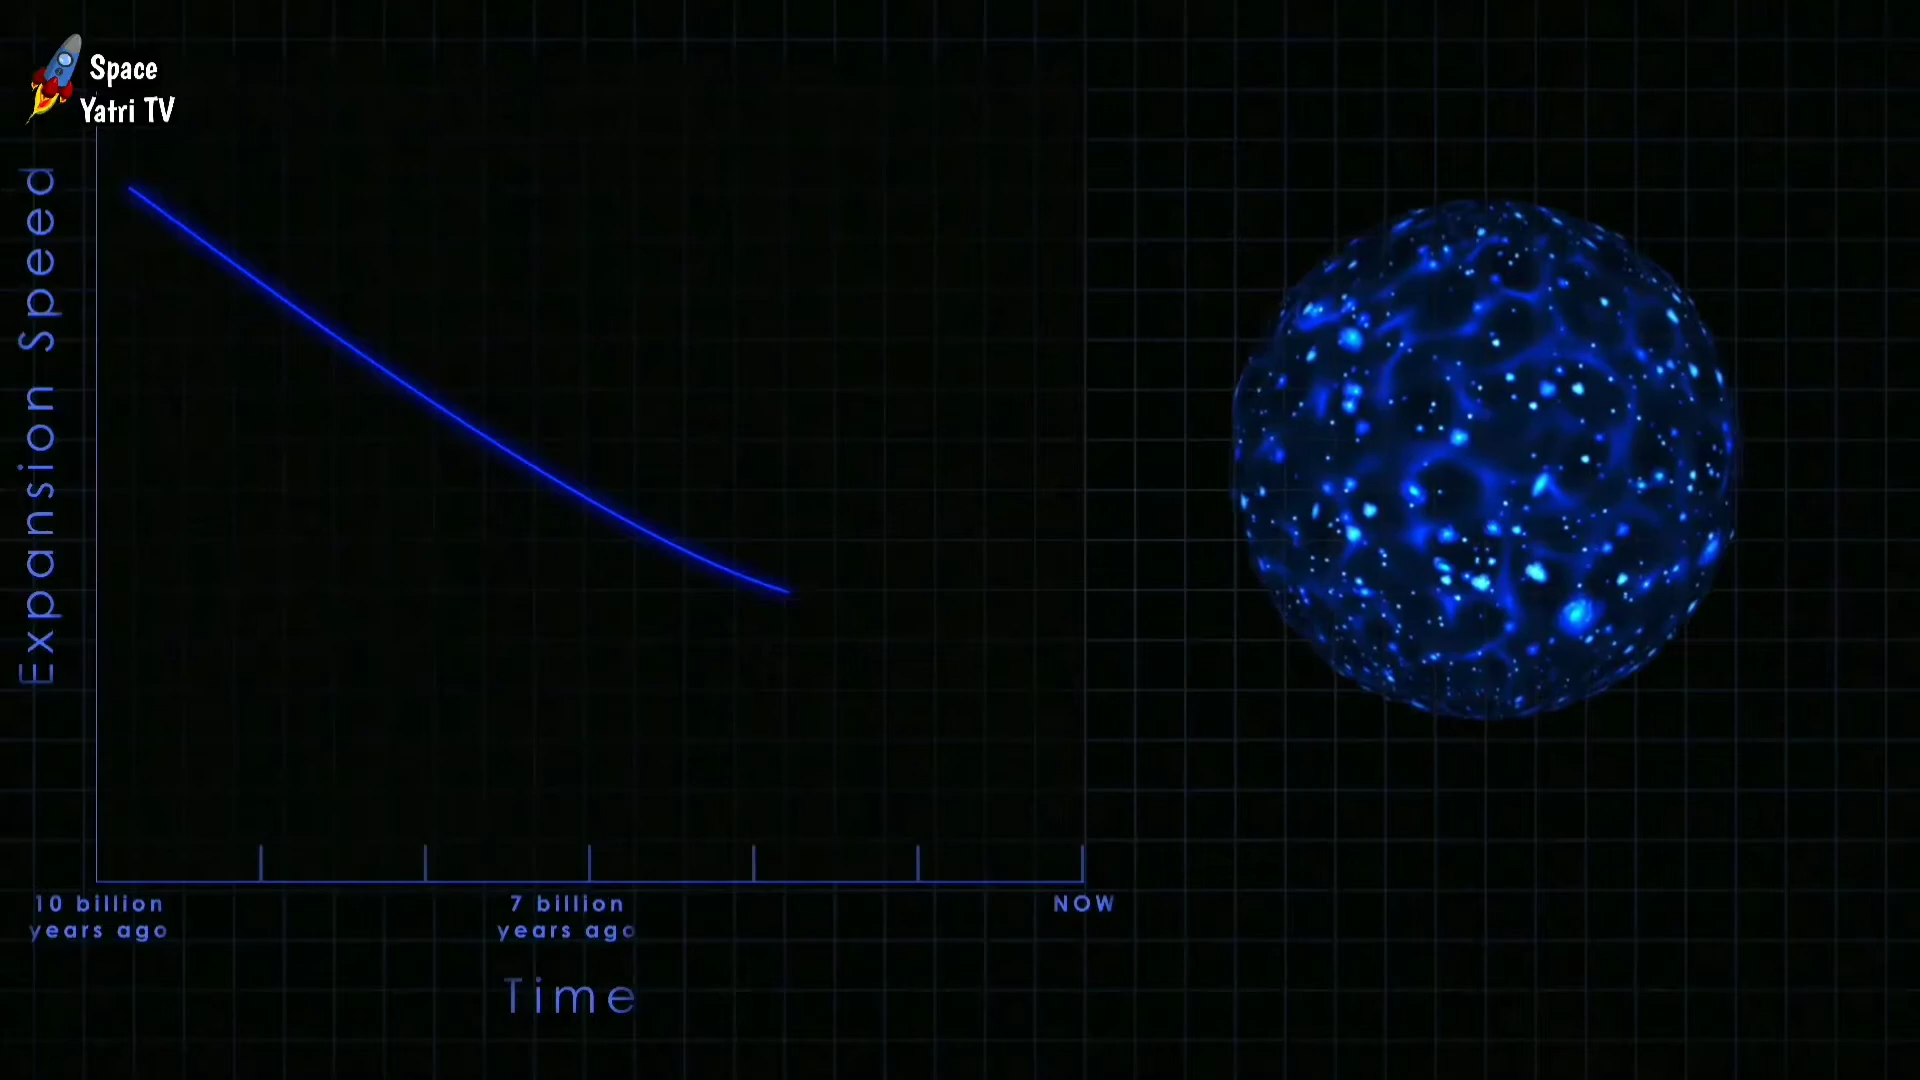 Space
Yatri TV
Expansion Speed
10 billion
years ago
7 billion
years ago
NOW
Time